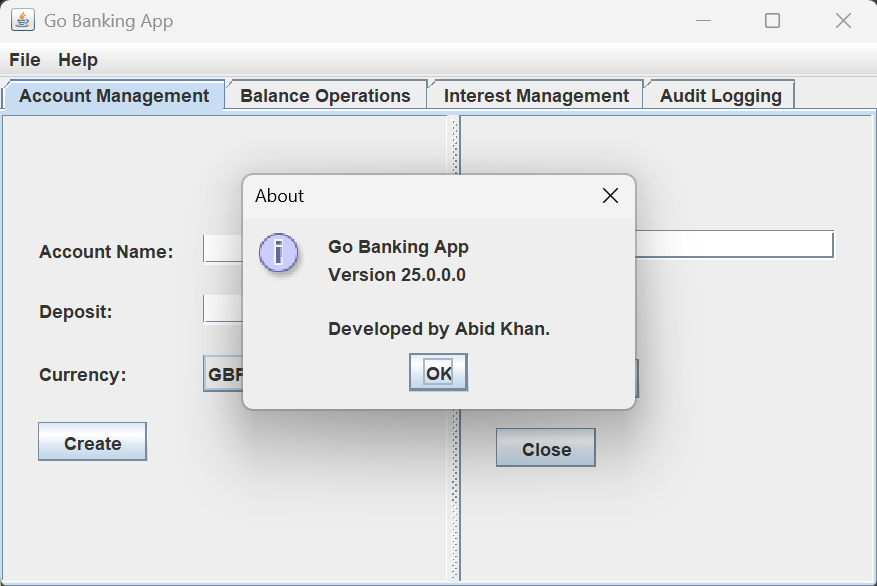 Go Banking App
File Help
Account Management Balance Operations Interest Management Audit Logging
About
Account Name:
Go Banking App
Version 25.0.0.0
Deposit:
Developed by Abid Khan.
Currency:
OK
Create
Close